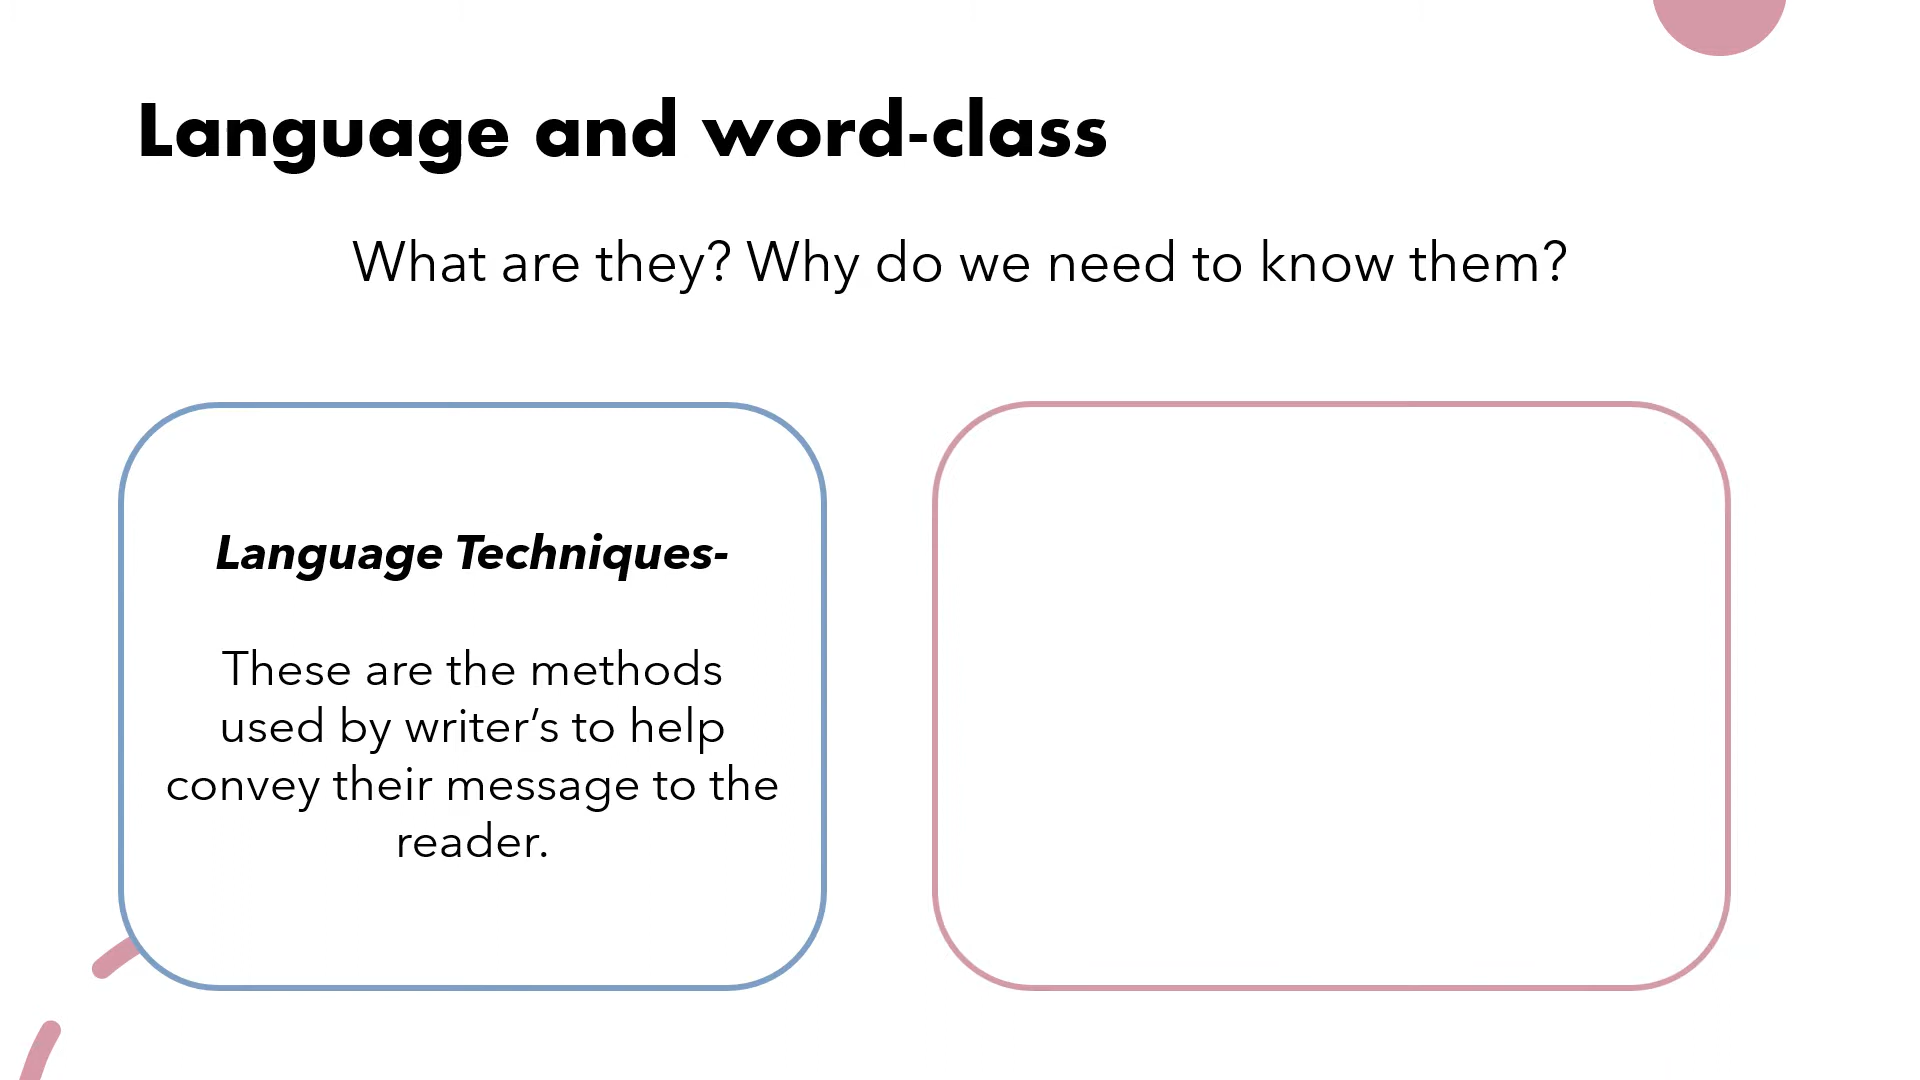 Language and word-class
What are they? Why do we need to know them?
Language Techniques-
These are the methods
used by writer’s to help
convey their message to the
reader.